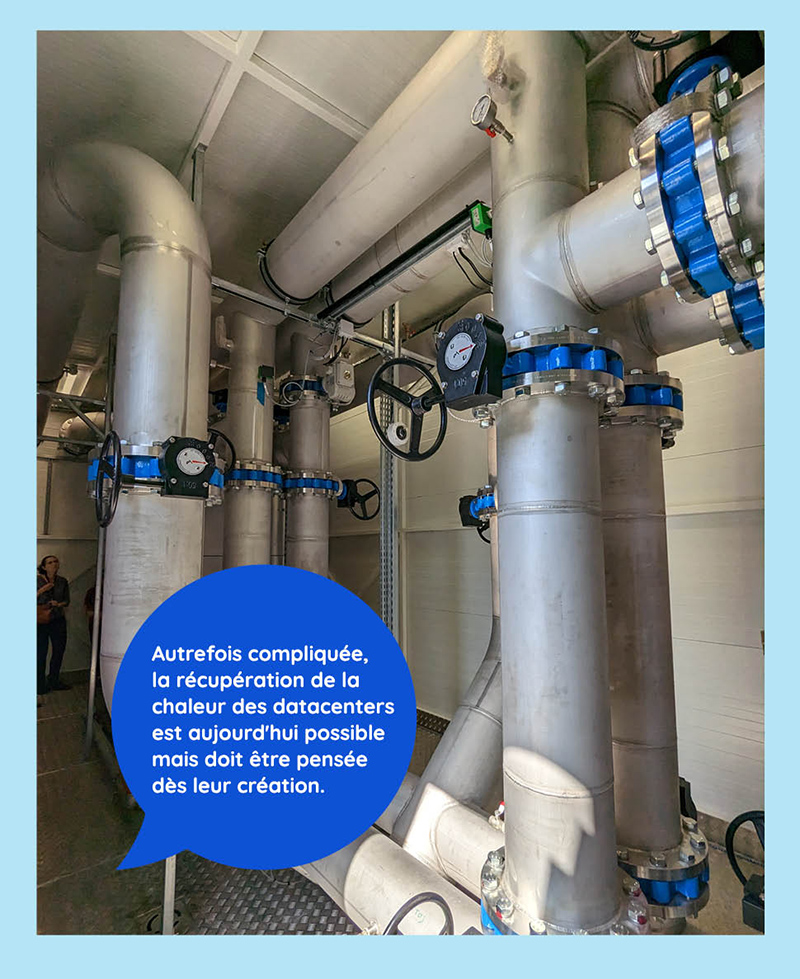 Autrefois compliquée,
la récupération de la
chaleur des datacenters
est aujourd'hui possible
mais doit être pensée
dès leur création.